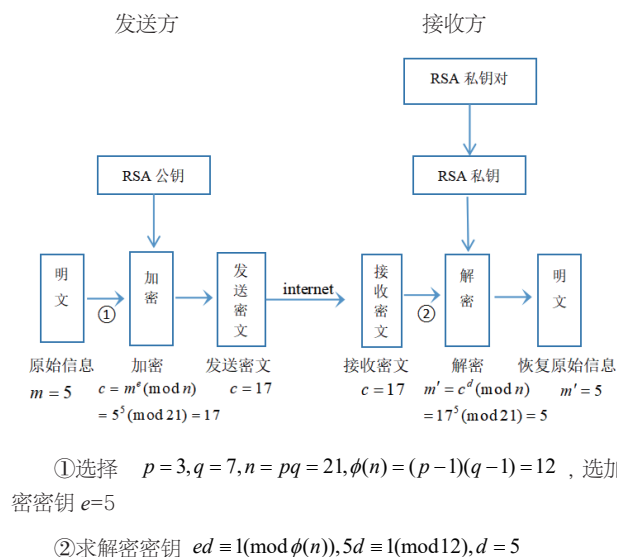 发送方 接收方
RSA 私钥对
RSA 公钥 RSA 私钥
明文 ① 加密 发送密文 internet 接收密文 ② 解密 明文
原始信息 加密 发送密文 接收密文 解密 恢复原始信息
m = 5 c = m^e (mod n) c = 17 c = 17 m′ = c^d (mod n) m′ = 5
= 5^5 (mod 21) = 17 = 17^5 (mod 21) = 5
①选择 p = 3, q = 7, n = pq = 21, ϕ(n) = (p − 1)(q − 1) = 12 ，选加
密密钥 e=5
②求解密密钥 ed ≡ 1(mod ϕ(n)), 5d ≡ 1(mod 12), d = 5